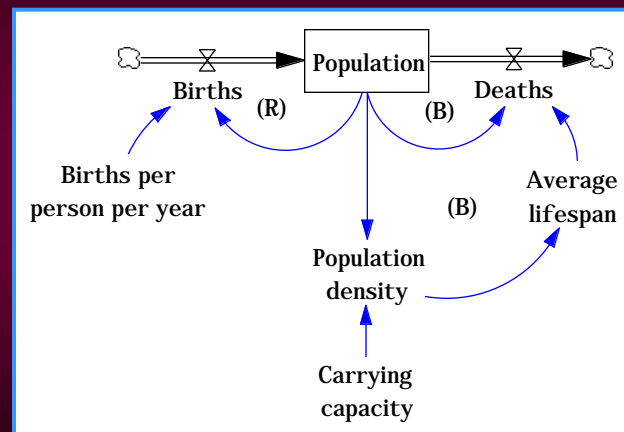 Population
Births
Deaths
(R)
(B)
Births per
person per year
(B)
Average
lifespan
Population
density
Carrying
capacity